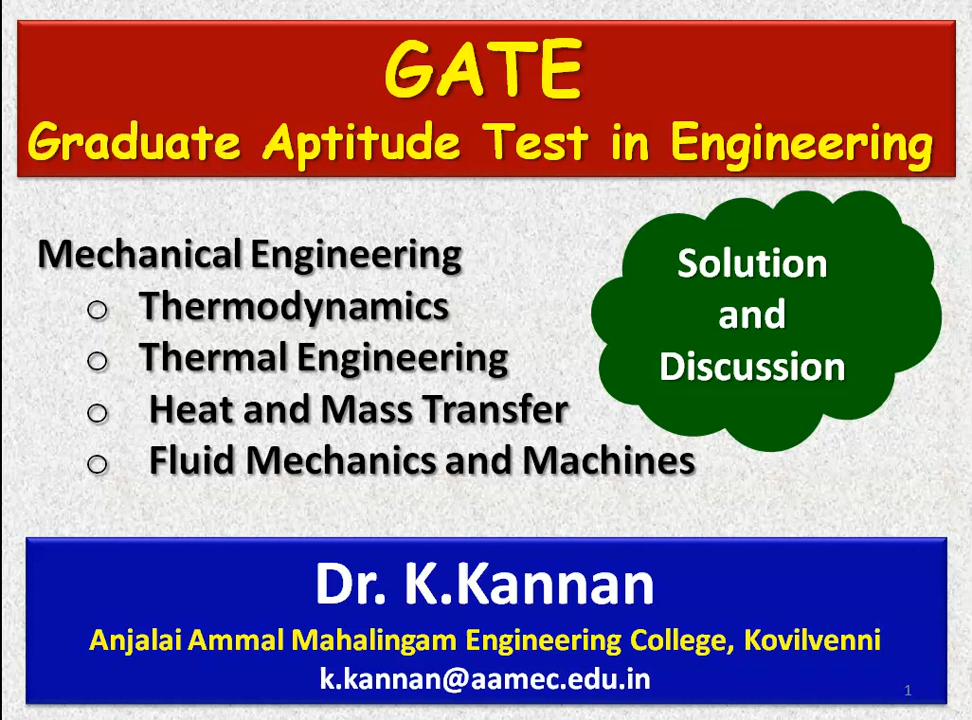 GATE
Graduate Aptitude Test in Engineering
Mechanical Engineering
o Thermodynamics
o Thermal Engineering
o Heat and Mass Transfer
o Fluid Mechanics and Machines
Solution
and
Discussion
Dr. K.Kannan
Anjalai Ammal Mahalingam Engineering College, Kovilvenni
k.kannan@aamec.edu.in
1